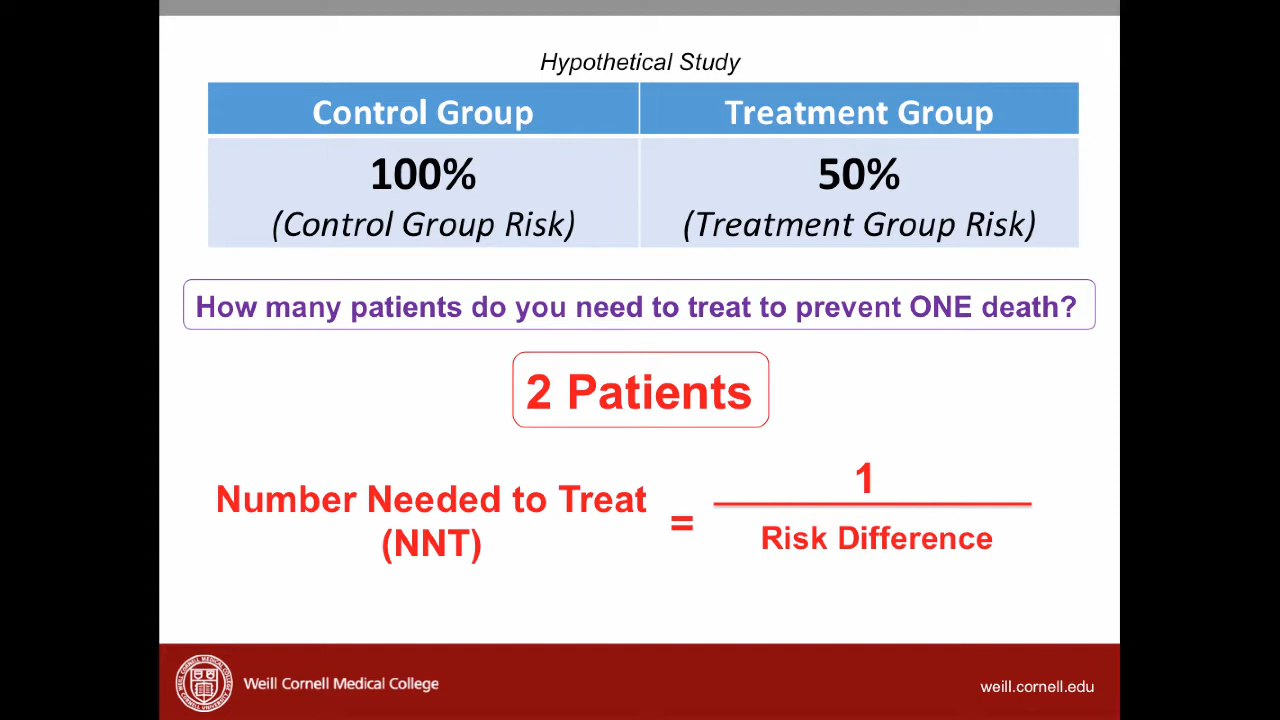 Hypothetical Study
Control Group
Treatment Group
100%
(Control Group Risk)
50%
(Treatment Group Risk)
How many patients do you need to treat to prevent ONE death?
2 Patients
Number Needed to Treat
(NNT)
=
1
Risk Difference
Weill Cornell Medical College
weill.cornell.edu